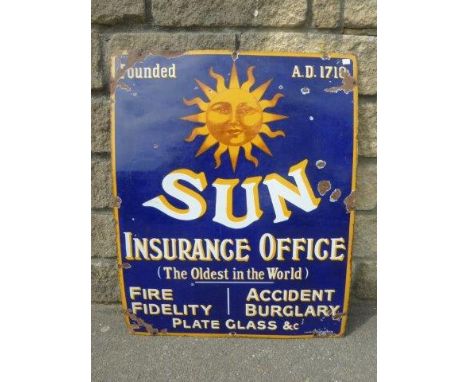 Founded A.D. 1710
SUN
INSURANCE OFFICE
(The Oldest in the World)
FIRE ACCIDENT
FIDELITY BURGLARY
PLATE GLASS &c